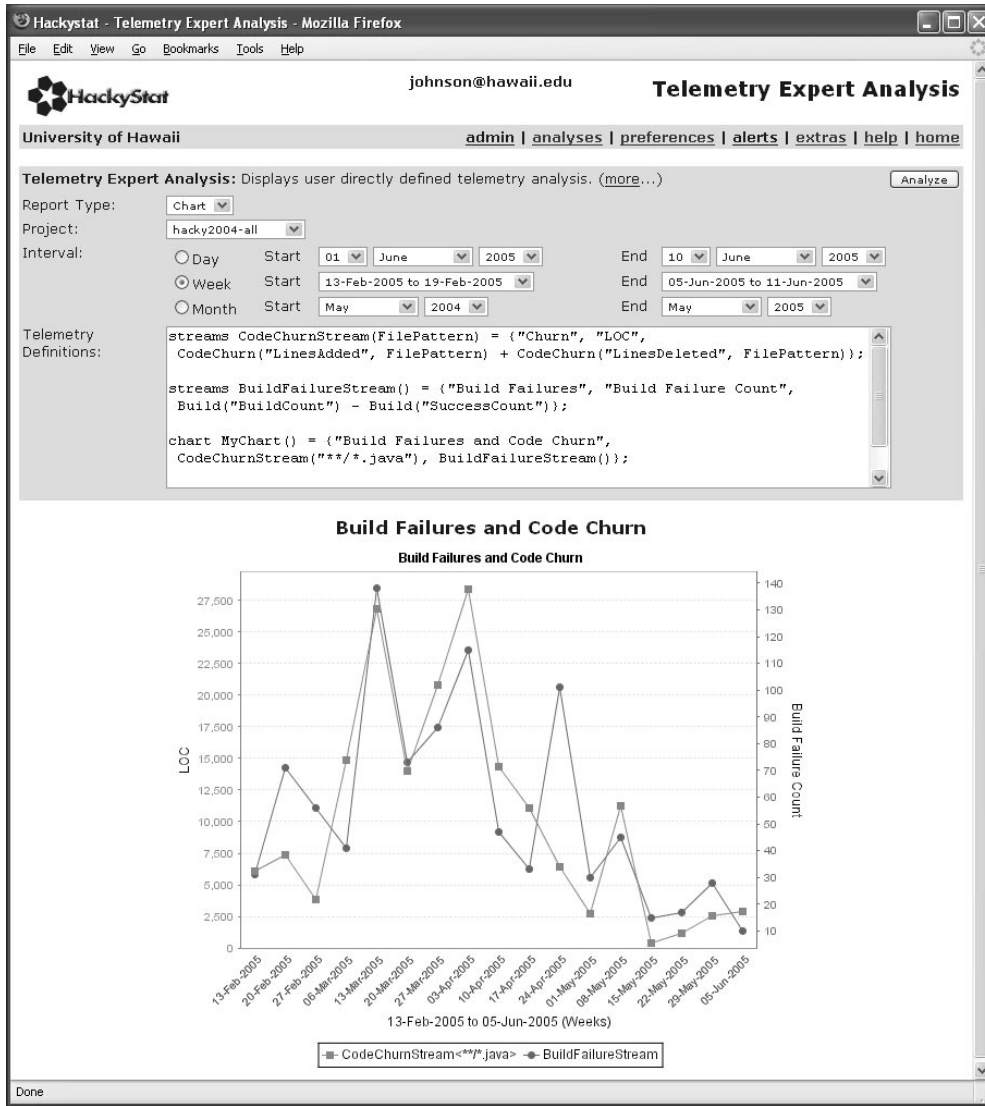 Hackystat - Telemetry Expert Analysis - Mozilla Firefox
File Edit View Go Bookmarks Tools Help
HackyStat
johnson@hawaii.edu
Telemetry Expert Analysis
University of Hawaii
admin | analyses | preferences | alerts | extras | help | home
Telemetry Expert Analysis: Displays user directly defined telemetry analysis. (more...) Analyze
Report Type: Chart
Project: hacky2004-all
Interval: Day Start 01 June 2005 End 10 June 2005
Week Start 13-Feb-2005 to 19-Feb-2005 End 05-Jun-2005 to 11-Jun-2005
Month Start May 2004 End May 2005
Telemetry Definitions:
streams CodeChurnStream(FilePattern) = {"Churn", "LOC",
CodeChurn("LinesAdded", FilePattern) + CodeChurn("LinesDeleted", FilePattern)};
streams BuildFailureStream() = {"Build Failures", "Build Failure Count",
Build("BuildCount") - Build("SuccessCount")};
chart MyChart() = {"Build Failures and Code Churn",
CodeChurnStream("**/*.java"), BuildFailureStream()};
Build Failures and Code Churn
Build Failures and Code Churn
LOC
27,500
25,000
22,500
20,000
17,500
15,000
12,500
10,000
7,500
5,000
2,500
0
140
130
120
110
100
90
80
70
60
50
40
30
20
10
Build Failure Count
13-Feb-2005
20-Feb-2005
27-Feb-2005
06-Mar-2005
13-Mar-2005
20-Mar-2005
27-Mar-2005
03-Apr-2005
10-Apr-2005
17-Apr-2005
24-Apr-2005
01-May-2005
08-May-2005
15-May-2005
22-May-2005
29-May-2005
05-Jun-2005
13-Feb-2005 to 05-Jun-2005 (Weeks)
CodeChurnStream<**/*.java> BuildFailureStream
Done